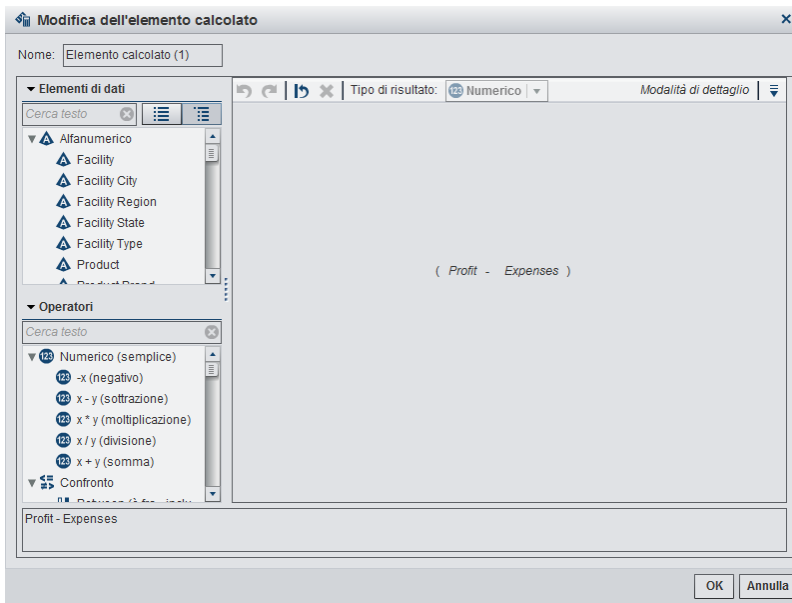 Modifica dell'elemento calcolato
Nome: Elemento calcolato (1)
Elementi di dati
Cerca testo
Alfanumerico
Facility
Facility City
Facility Region
Facility State
Facility Type
Product
Product Brand
Operatori
Cerca testo
Numerico (semplice)
-x (negativo)
x - y (sottrazione)
x * y (moltiplicazione)
x / y (divisione)
x + y (somma)
Confronto
Tipo di risultato: Numerico Modalità di dettaglio
( Profit - Expenses )
Profit - Expenses
OK Annulla